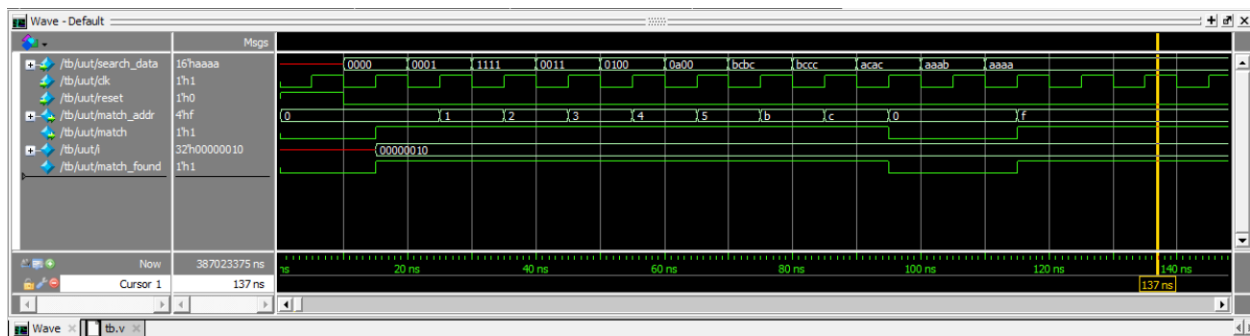 Wave - Default
Msgs
/tb/uut/search_data 16'haaaa 0000 0001 1111 0011 0100 0a00 bcbc bccc acac aaab aaaa
/tb/uut/clk 1'h1
/tb/uut/reset 1'h0
/tb/uut/match_addr 4'hf 0 1 2 3 4 5 b c 0 f
/tb/uut/match 1'h1
/tb/uut/i 32'h00000010 00000010
/tb/uut/match_found 1'h1
Now 387023375 ns ns 20 ns 40 ns 60 ns 80 ns 100 ns 120 ns 140 ns
Cursor 1 137 ns 137 ns
Wave tb.v